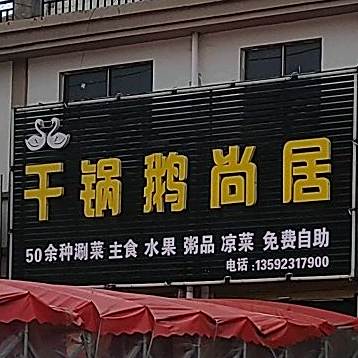 干锅鹅尚居
50余种涮菜 主食 水果 粥品 凉菜 免费自助
电话:13592317900